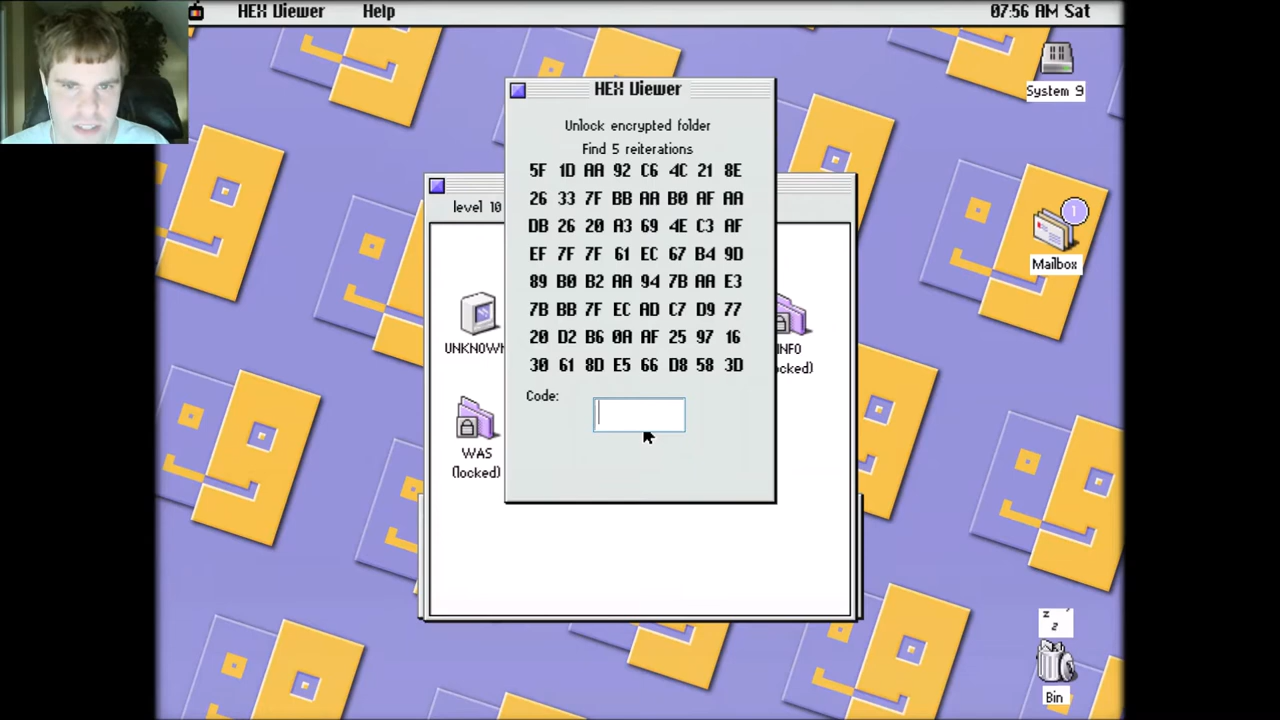 HEX Viewer Help 07:56 AM Sat
System 9
HEX Viewer
Unlock encrypted folder
Find 5 reiterations
5F 1D AA 92 C6 4C 21 8E
26 33 7F BB AA B0 AF AA
DB 26 20 A3 69 4E C3 AF
EF 7F 7F 61 EC 67 B4 9D
89 B0 B2 AA 94 7B AA E3
7B BB 7F EC AD C7 D9 77
20 D2 B6 0A AF 25 97 16
30 61 8D E5 66 D8 58 3D
Code:
level 10
UNKNOWN
INFO
WAS
(locked)
1
Mailbox
z
z
Bin